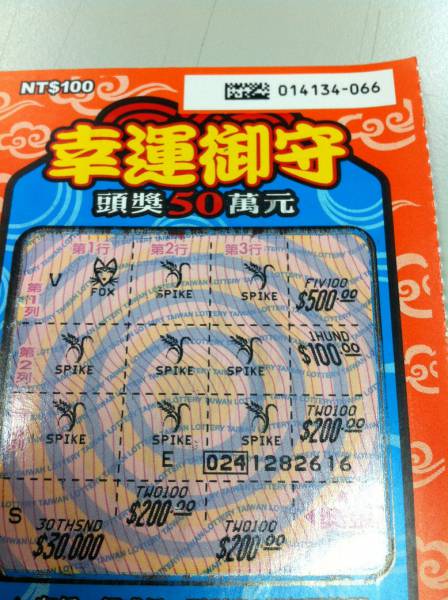 NT$100
014134-066
幸運御守
頭獎50萬元
第1行 第2行 第3行
第1列
V FOX SPIKE SPIKE FIV100
$500.00
第2列
SPIKE SPIKE SPIKE 1HUND
$100.00
列
SPIKE SPIKE SPIKE TWO100
$200.00
E 024 1282616
S 30THSND TWO100 TWO100
$30,000 $200.00 $200.00
TAIWAN LOTTERY